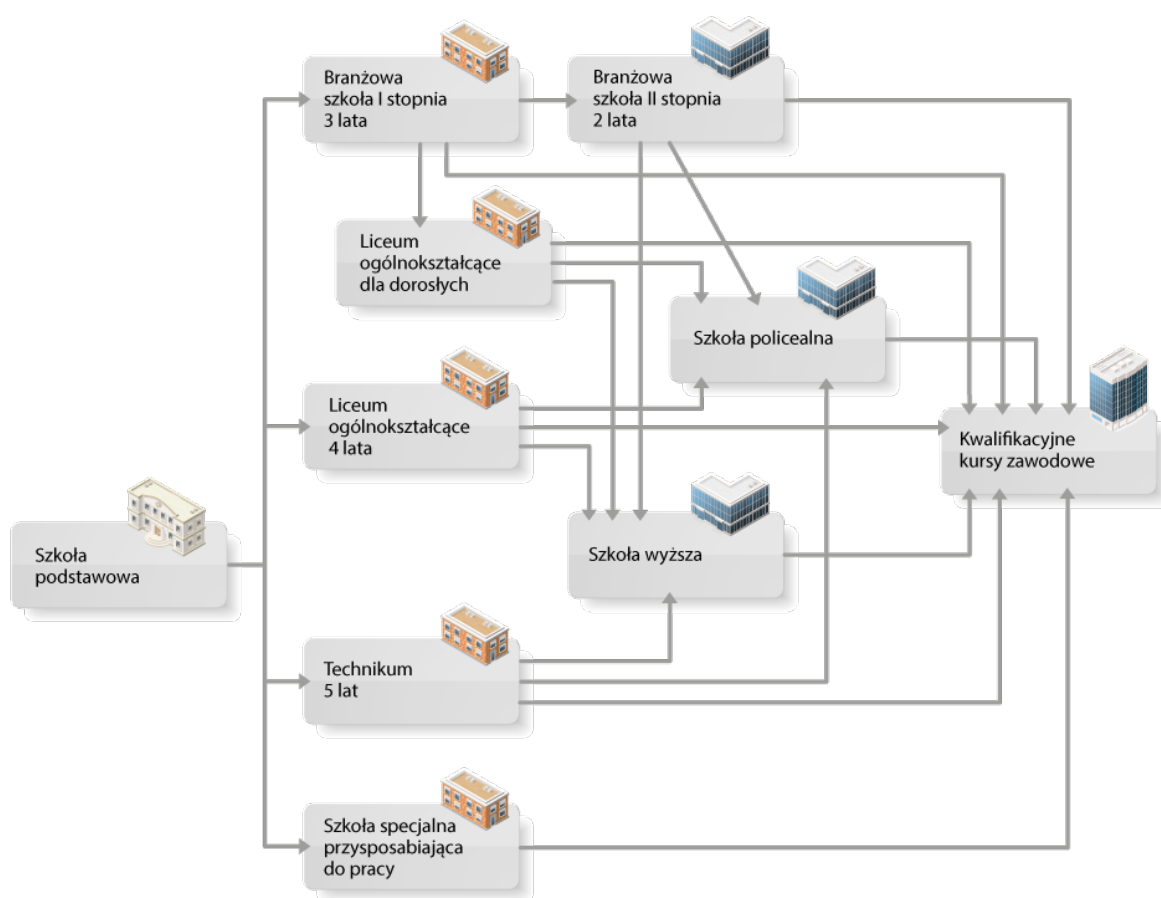 Branżowa
szkoła I stopnia
3 lata
Branżowa
szkoła II stopnia
2 lata
Liceum
ogólnokształcące
dla dorosłych
Szkoła policealna
Liceum
ogólnokształcące
4 lata
Kwalifikacyjne
kursy zawodowe
Szkoła
podstawowa
Szkoła wyższa
Technikum
5 lat
Szkoła specjalna
przysposabiająca
do pracy